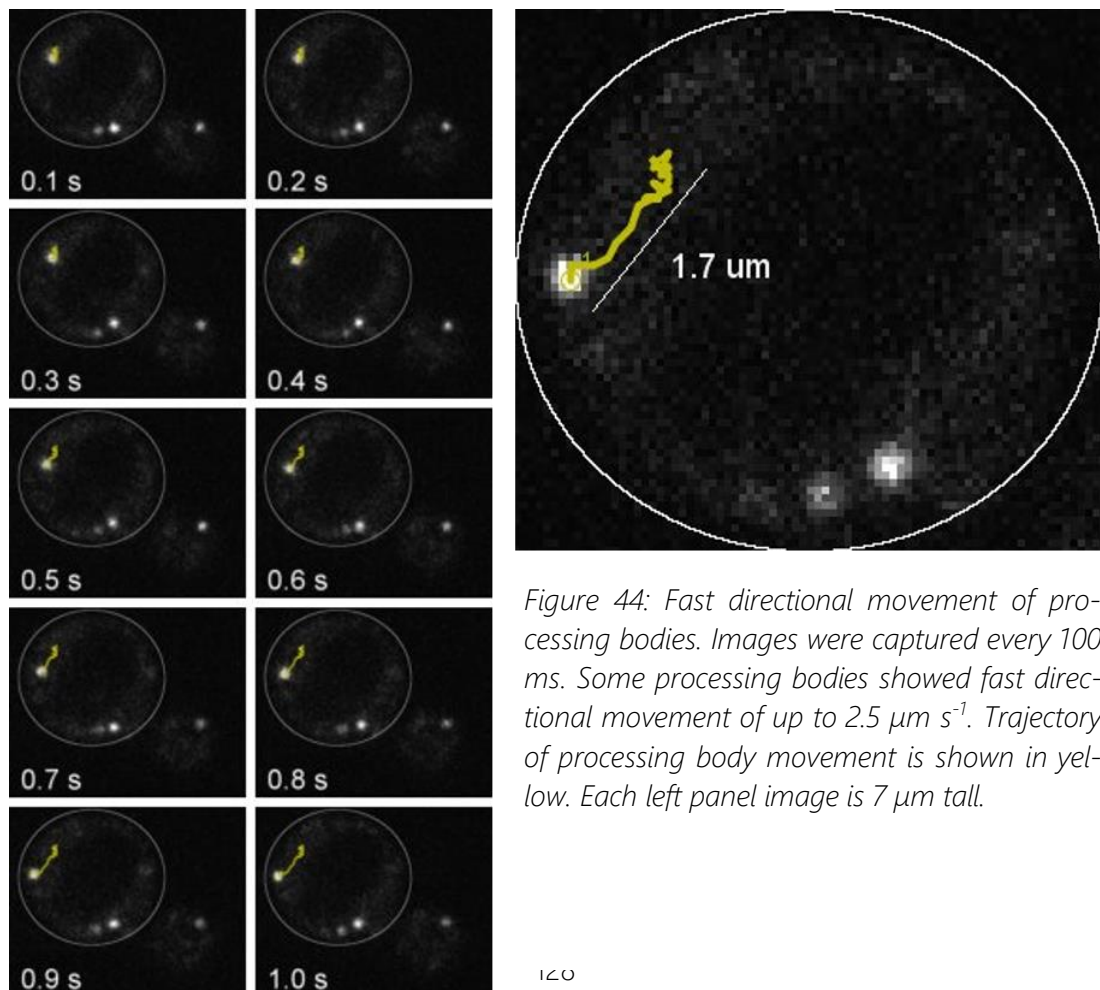 0.1 s
0.2 s
0.3 s
0.4 s
0.5 s
0.6 s
0.7 s
0.8 s
0.9 s
1.0 s
1
1.7 um
Figure 44: Fast directional movement of pro-
cessing bodies. Images were captured every 100
ms. Some processing bodies showed fast direc-
tional movement of up to 2.5 µm s⁻¹. Trajectory
of processing body movement is shown in yel-
low. Each left panel image is 7 µm tall.